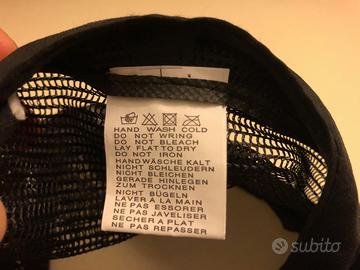 HAND WASH COLD
DO NOT WRING
DO NOT BLEACH
LAY FLAT TO DRY
DO NOT IRON
HANDWÄSCHE KALT
NICHT SCHLEUDERN
NICHT BLEICHEN
GERADE HINLEGEN
ZUM TROCKNEN
NICHT BÜGELN
LAVER A LA MAIN
NE PAS ESSORER
NE PAS JAVELISER
SECHER A PLAT
NE PAS REPASSER
subito